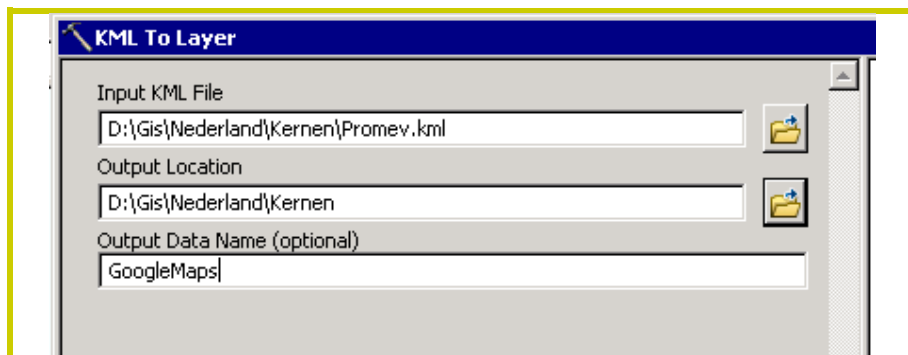 KML To Layer
Input KML File
D:\Gis\Nederland\Kernen\Promev.kml
Output Location
D:\Gis\Nederland\Kernen
Output Data Name (optional)
GoogleMaps